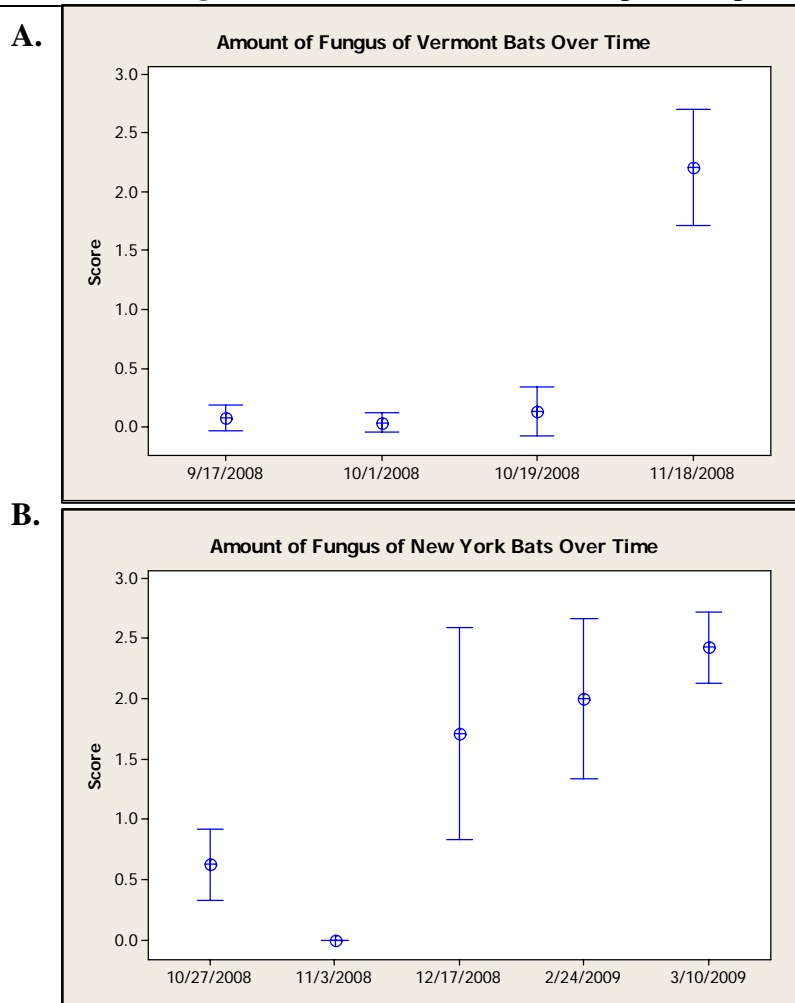 A.
Amount of Fungus of Vermont Bats Over Time
3.0
2.5
2.0
1.5
1.0
0.5
0.0
Score
9/17/2008 10/1/2008 10/19/2008 11/18/2008
B.
Amount of Fungus of New York Bats Over Time
3.0
2.5
2.0
1.5
1.0
0.5
0.0
Score
10/27/2008 11/3/2008 12/17/2008 2/24/2009 3/10/2009